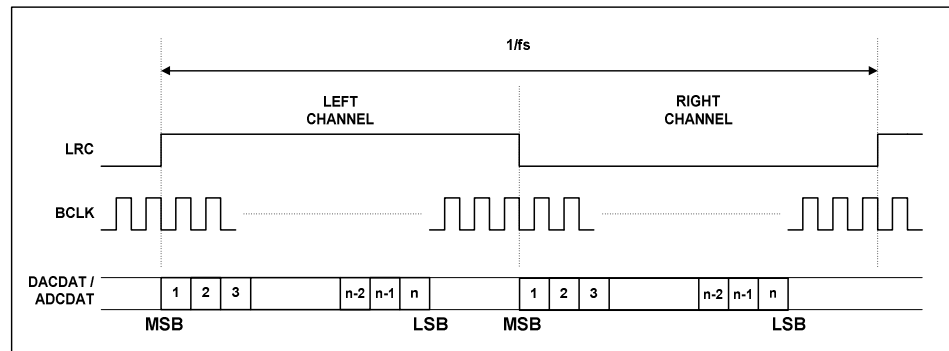 1/fs
LEFT
CHANNEL
RIGHT
CHANNEL
LRC
BCLK
DACDAT /
ADCDAT
1 2 3 n-2 n-1 n 1 2 3 n-2 n-1 n
MSB LSB MSB LSB